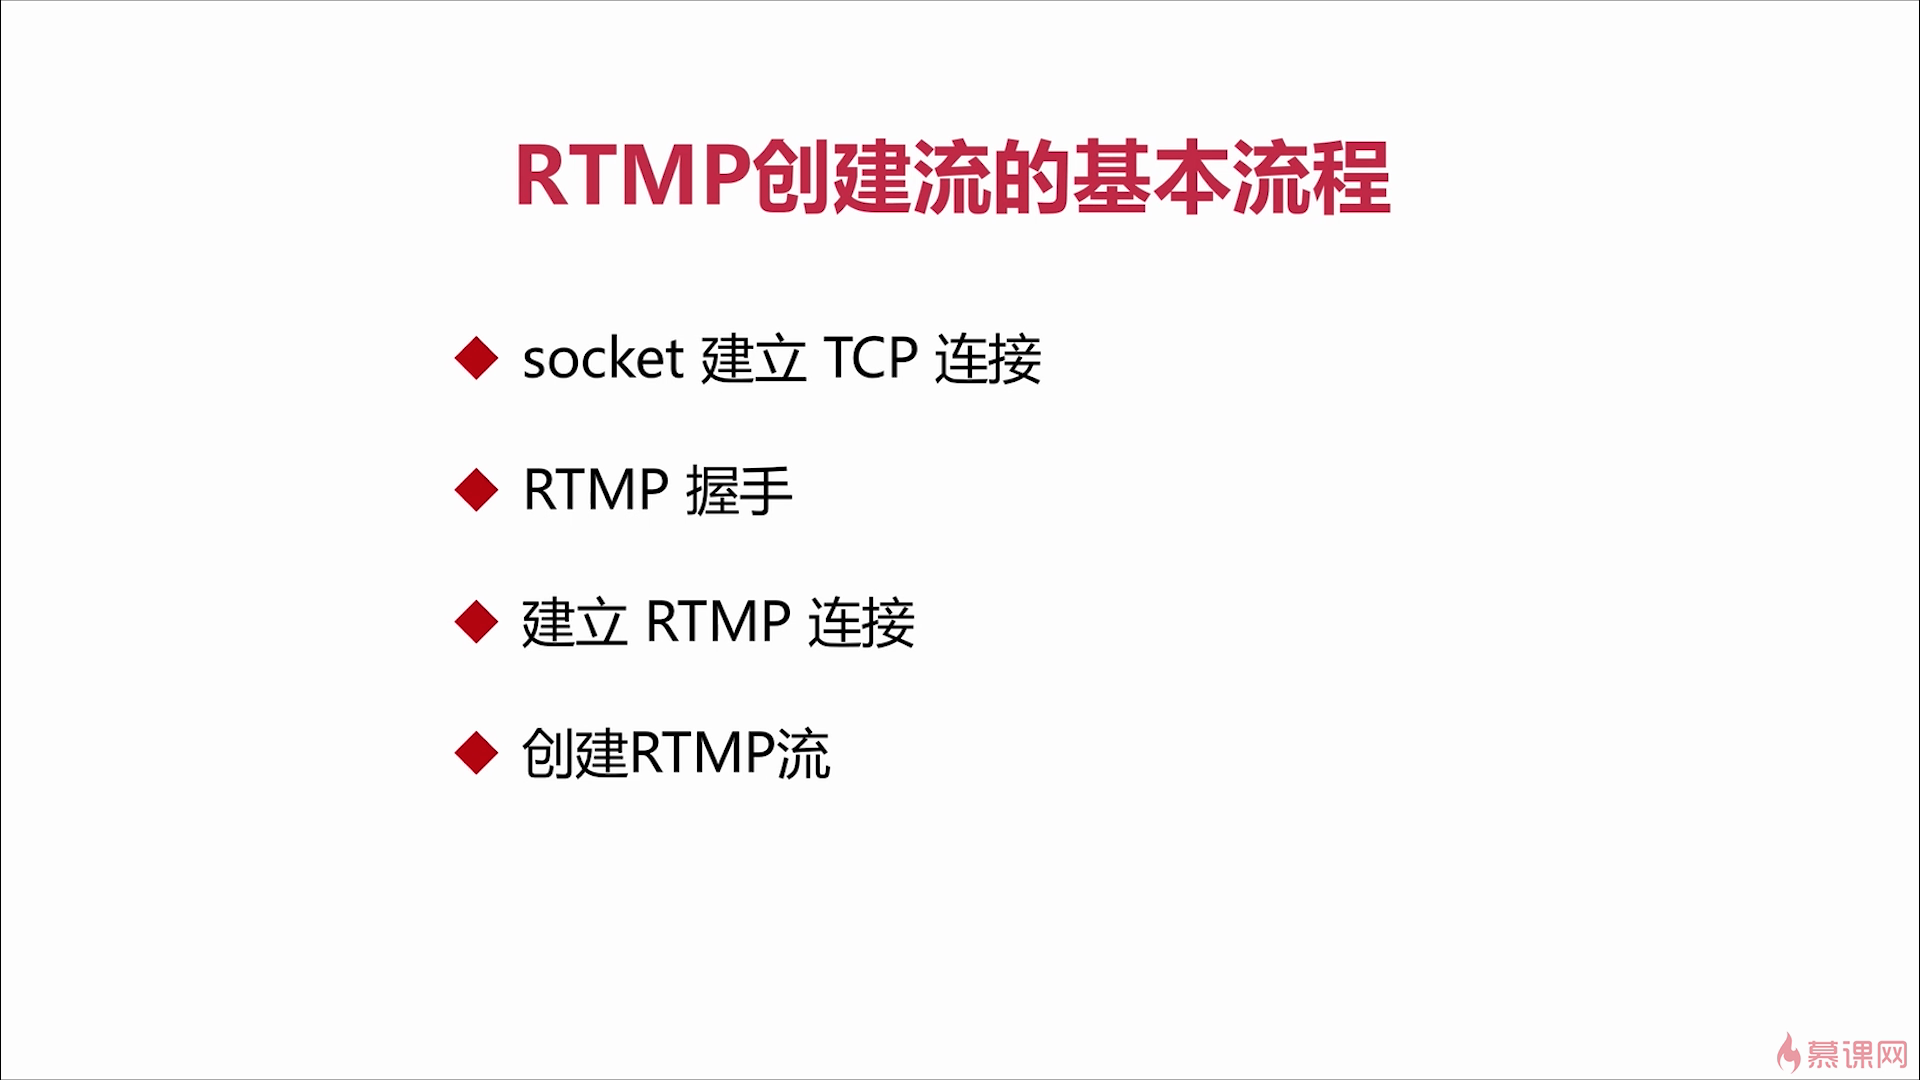 RTMP创建流的基本流程
socket 建立 TCP 连接
RTMP 握手
建立 RTMP 连接
创建RTMP流
慕课网